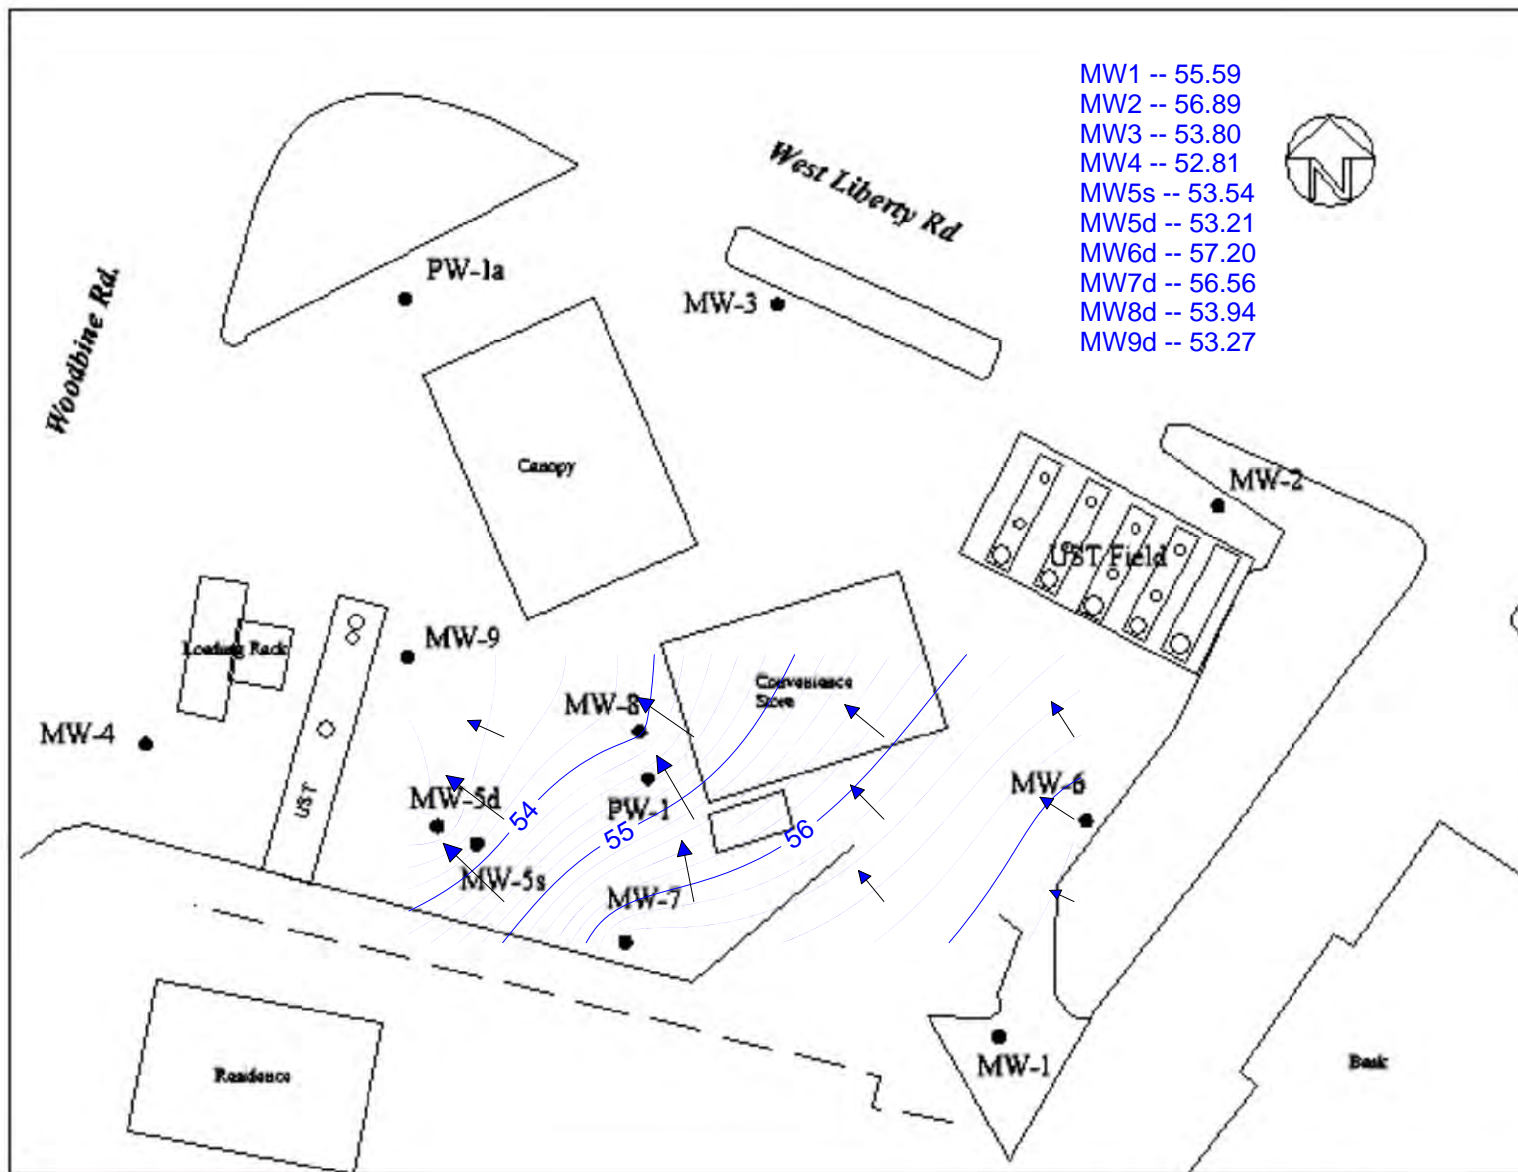 MW1 -- 55.59
MW2 -- 56.89
MW3 -- 53.80
MW4 -- 52.81
MW5s -- 53.54
MW5d -- 53.21
MW6d -- 57.20
MW7d -- 56.56
MW8d -- 53.94
MW9d -- 53.27
N
West Liberty Rd
Woodbine Rd.
PW-1a
MW-3
Canopy
MW-2
UST Field
MW-9
Loading Rack
Convenience
Store
MW-8
MW-4
UST
MW-5d
PW-1
MW-6
54
55
56
MW-5s
MW-7
MW-1
Residence
Bank